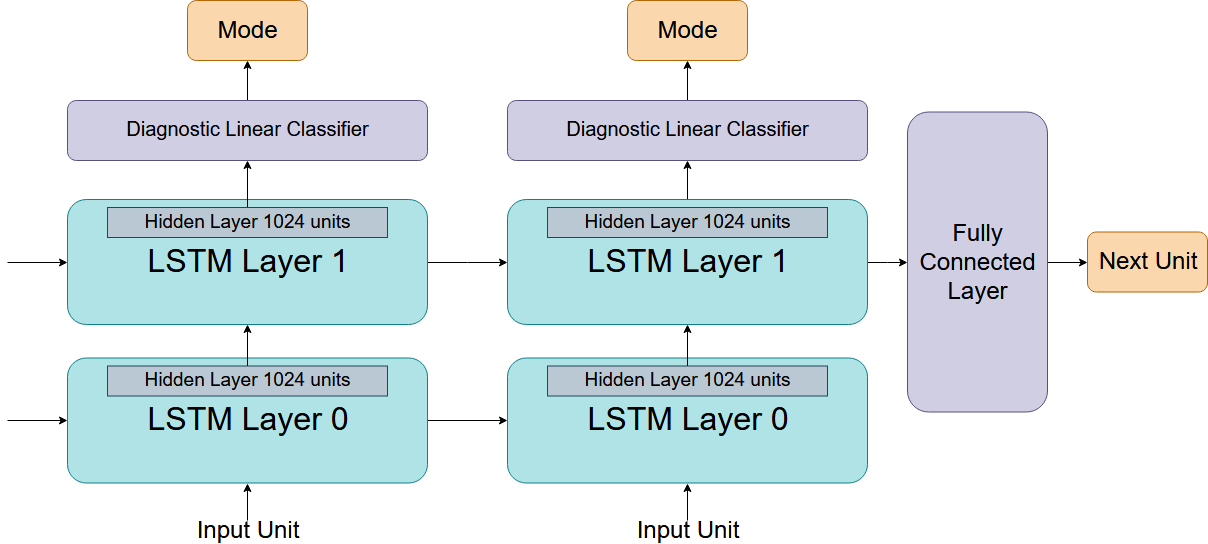 Mode
Mode
Diagnostic Linear Classifier
Diagnostic Linear Classifier
Hidden Layer 1024 units
LSTM Layer 1
Hidden Layer 1024 units
LSTM Layer 1
Fully
Connected
Layer
Next Unit
Hidden Layer 1024 units
LSTM Layer 0
Hidden Layer 1024 units
LSTM Layer 0
Input Unit
Input Unit